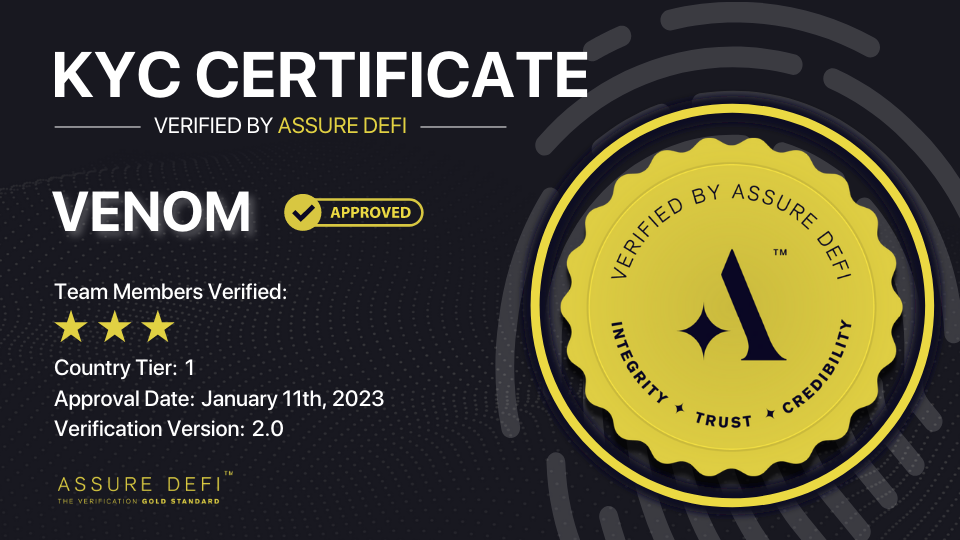 KYC CERTIFICATE
VERIFIED BY ASSURE DEFI
VENOM
APPROVED
Team Members Verified:
Country Tier: 1
Approval Date: January 11th, 2023
Verification Version: 2.0
ASSURE DEFI™
THE VERIFICATION GOLD STANDARD
VERIFIED BY ASSURE DEFI
™
INTEGRITY ✦ TRUST ✦ CREDIBILITY